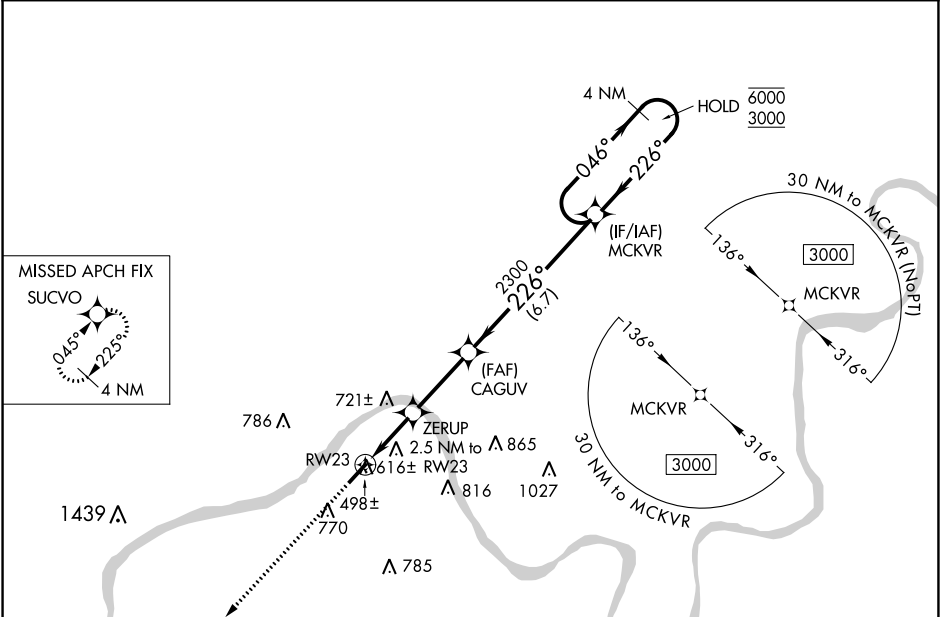 4 NM
HOLD
6000
3000
046°
226°
(IF/IAF)
MCKVR
30 NM to MCKVR (NoPT)
136°
3000
MCKVR
316°
2300
226°
(6.7)
MISSED APCH FIX
SUCVO
045°
225°
4 NM
136°
MCKVR
316°
3000
30 NM to MCKVR
(FAF)
CAGUV
721±
786
ZERUP
2.5 NM to
RW23
865
RW23
616±
816
1027
498±
770
1439
785